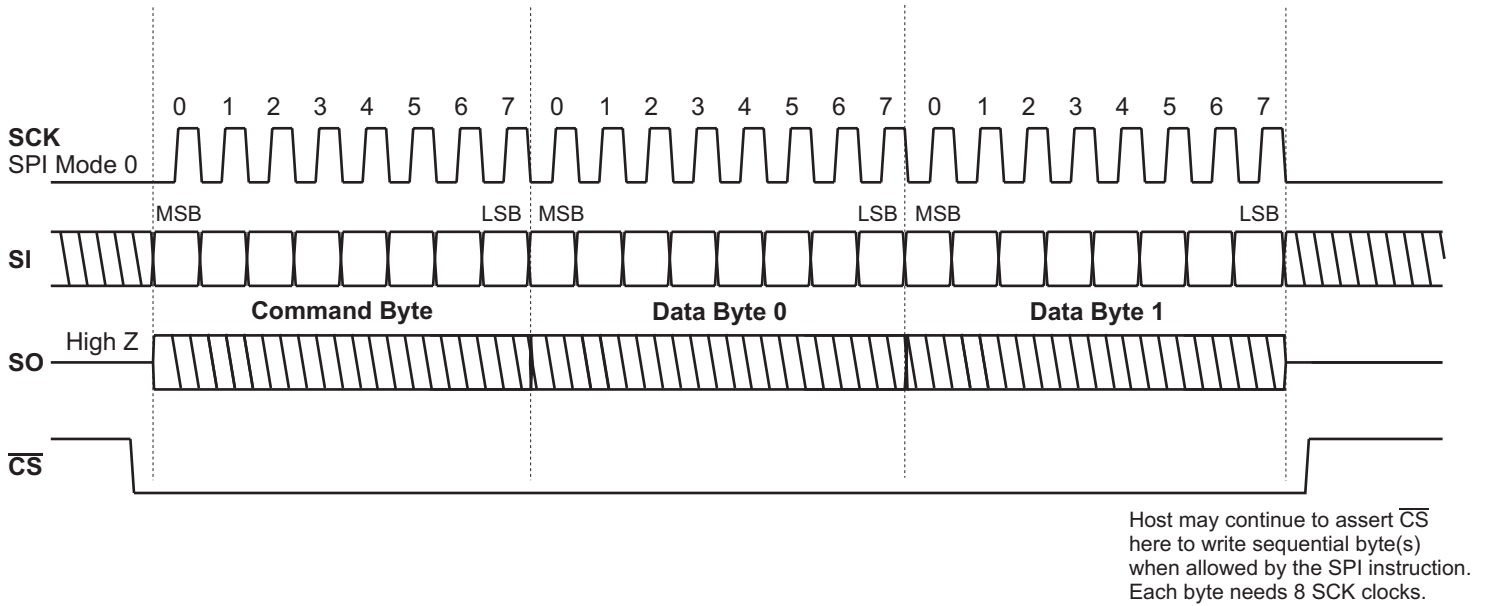 0 1 2 3 4 5 6 7 0 1 2 3 4 5 6 7 0 1 2 3 4 5 6 7
SCK
SPI Mode 0
MSB LSB MSB LSB MSB LSB
SI
Command Byte Data Byte 0 Data Byte 1
High Z
SO
C̅S̅
Host may continue to assert C̅S̅
here to write sequential byte(s)
when allowed by the SPI instruction.
Each byte needs 8 SCK clocks.